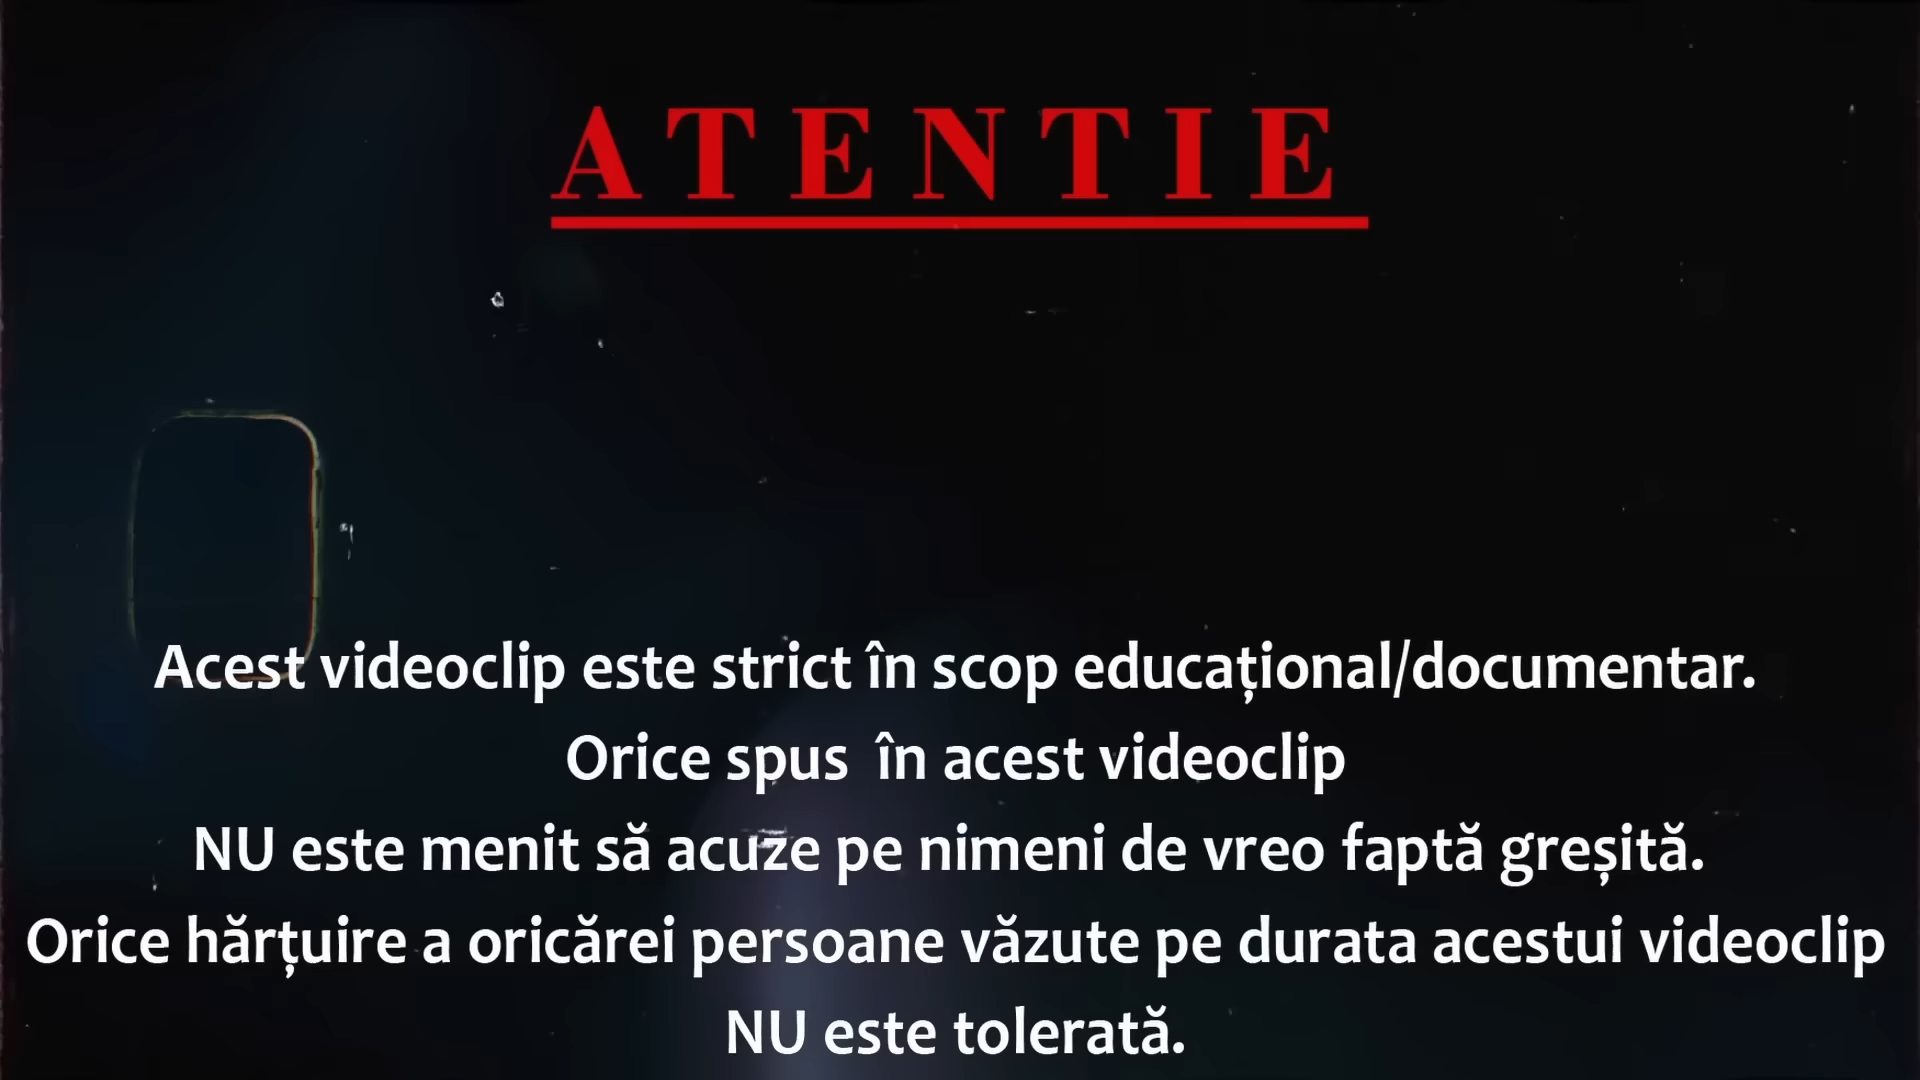 ATENTIE
Acest videoclip este strict în scop educațional/documentar.
Orice spus  în acest videoclip
NU este menit să acuze pe nimeni de vreo faptă greșită.
Orice hărțuire a oricărei persoane văzute pe durata acestui videoclip
NU este tolerată.